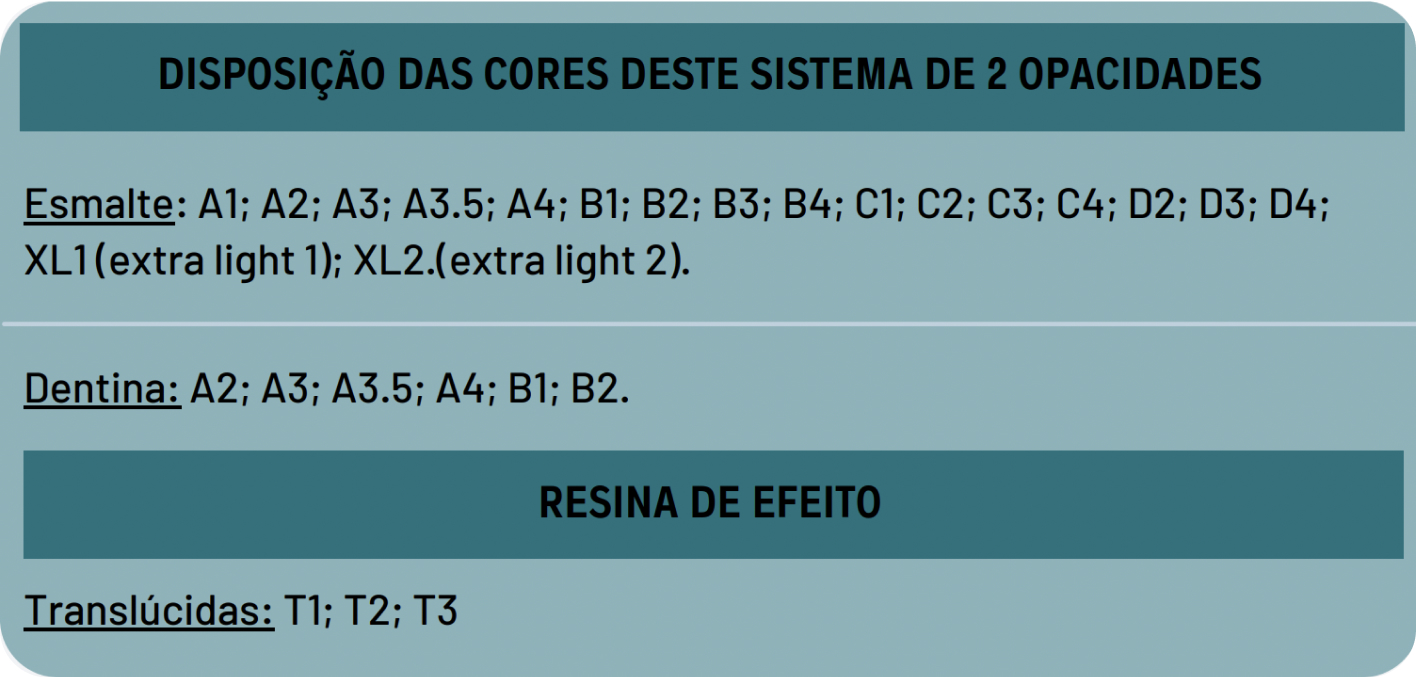 DISPOSIÇÃO DAS CORES DESTE SISTEMA DE 2 OPACIDADES
Esmalte: A1; A2; A3; A3.5; A4; B1; B2; B3; B4; C1; C2; C3; C4; D2; D3; D4;
XL1 (extra light 1); XL2.(extra light 2).
Dentina: A2; A3; A3.5; A4; B1; B2.
RESINA DE EFEITO
Translúcidas: T1; T2; T3